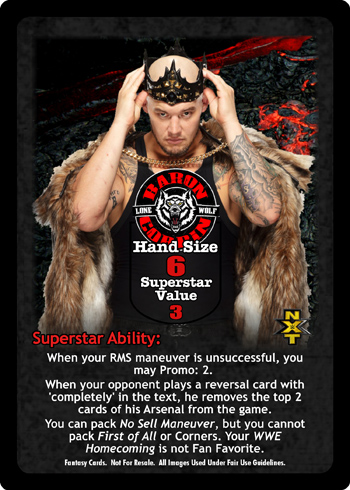 BARON
LONE WOLF
CORBIN
Hand Size
6
Superstar
Value
3
NXT
Superstar Ability:
When your RMS maneuver is unsuccessful, you
may Promo: 2.
When your opponent plays a reversal card with
'completely' in the text, he removes the top 2
cards of his Arsenal from the game.
You can pack No Sell Maneuver, but you cannot
pack First of All or Corners. Your WWE
Homecoming is not Fan Favorite.
Fantasy Cards. Not For Resale. All Images Used Under Fair Use Guidelines.